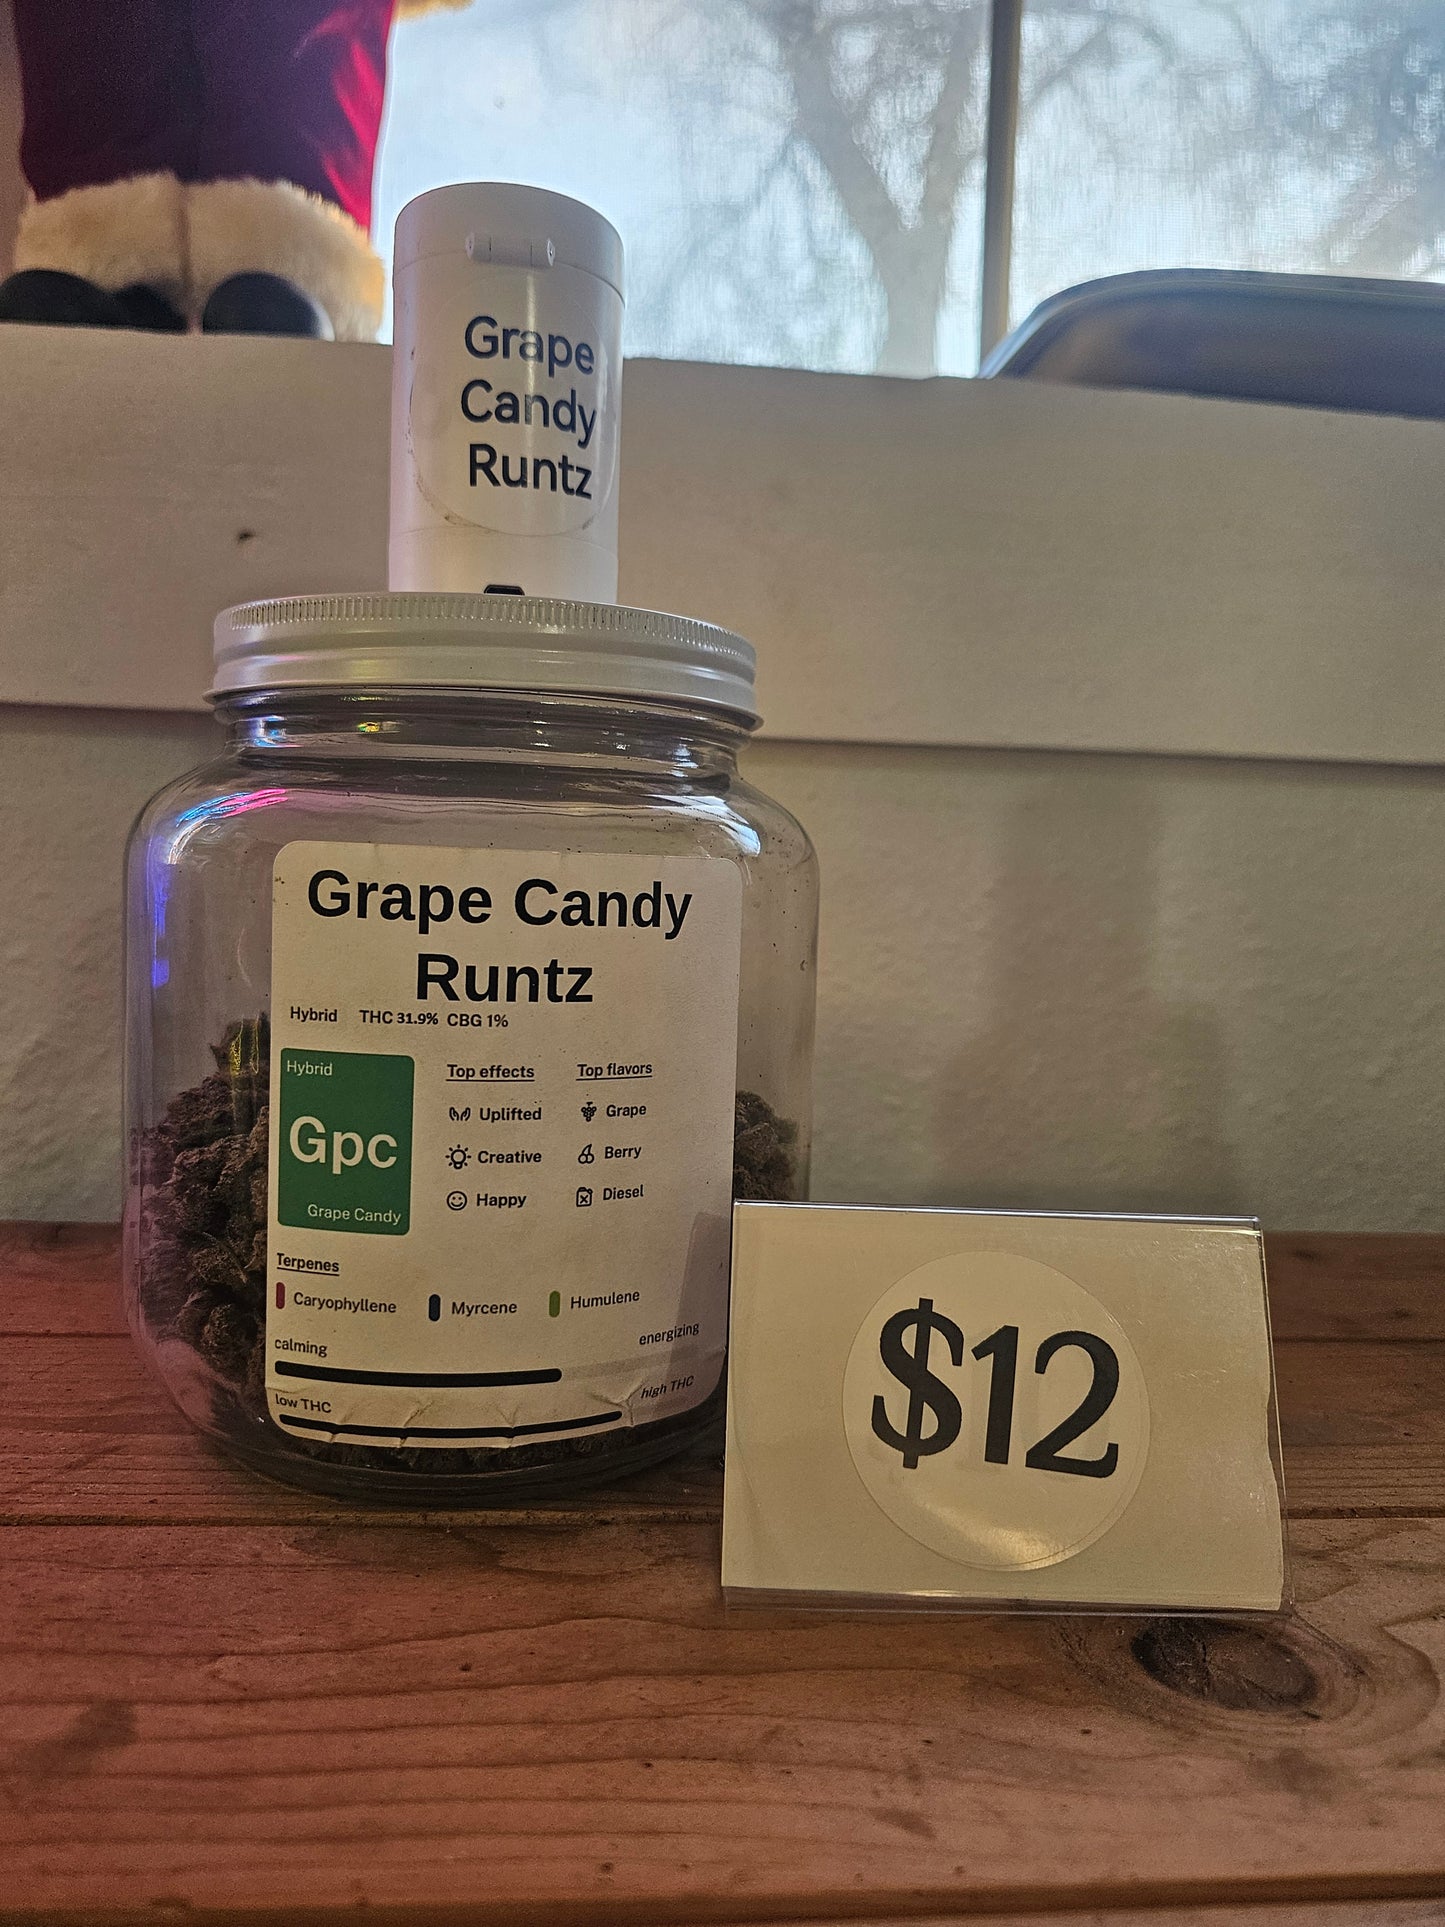 Grape
Candy
Runtz
Grape Candy
Runtz
Hybrid THC 31.9% CBG 1%
Hybrid
Gpc
Grape Candy
Top effects
Uplifted
Creative
Happy
Top flavors
Grape
Berry
Diesel
Terpenes
Caryophyllene Myrcene Humulene
calming energizing
low THC high THC
$12